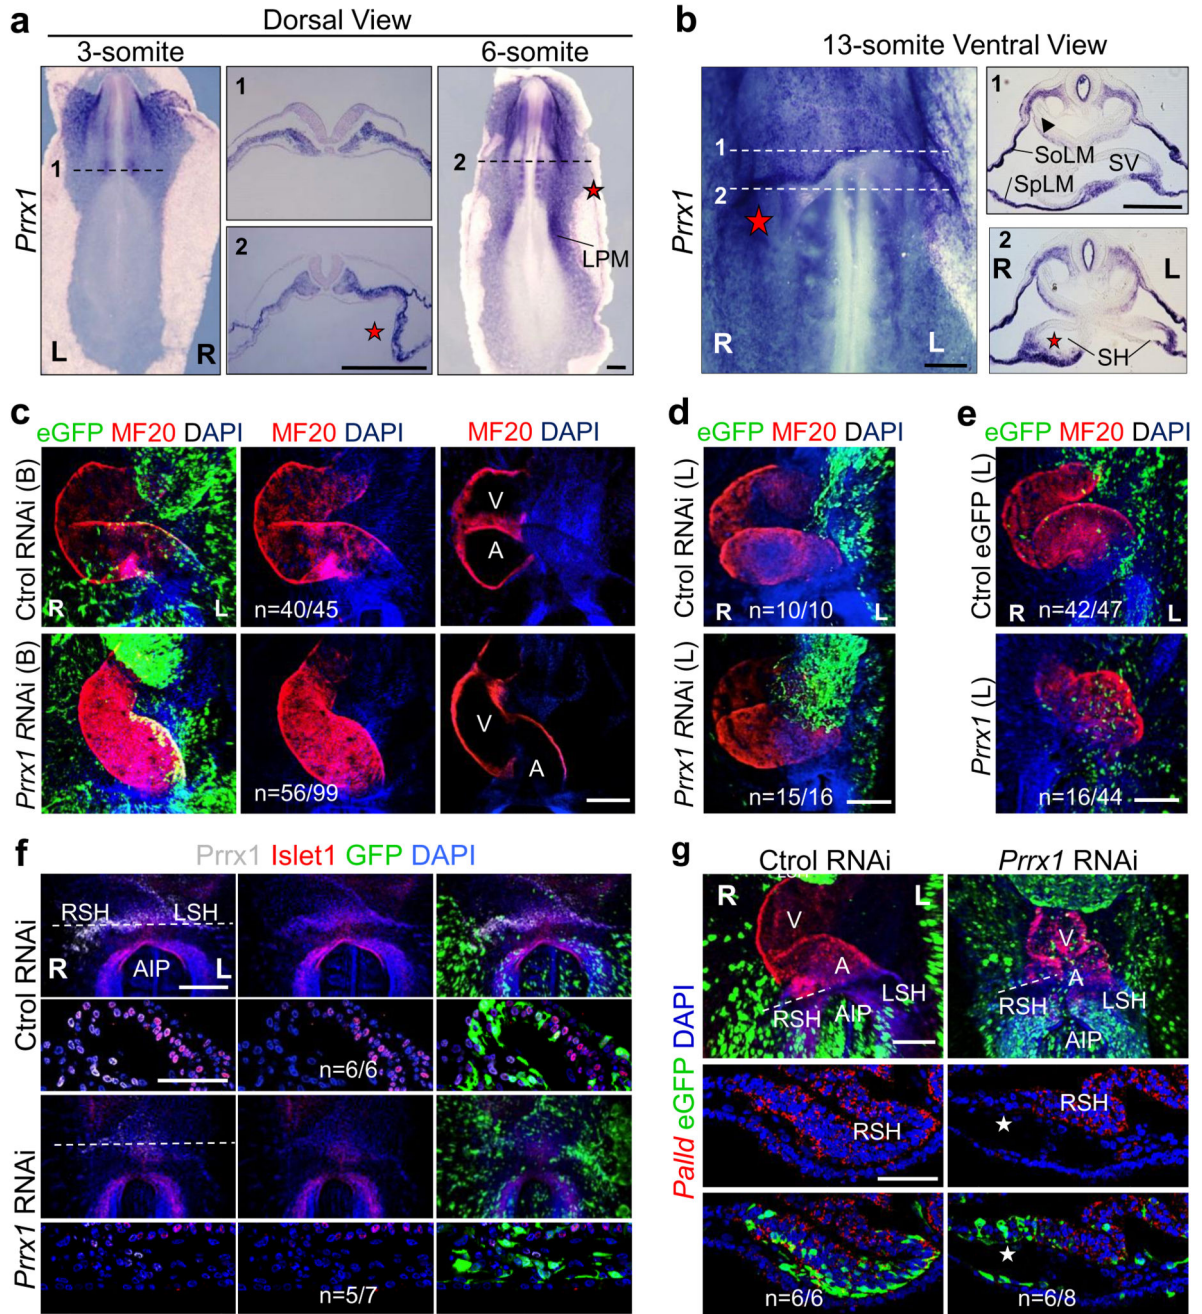 a
Dorsal View
3-somite
6-somite
Prrx1
1
L
R
1
2
2
LPM
b
13-somite Ventral View
Prrx1
1
2
R
L
1
SoLM
SpLM
SV
2
R
L
SH
c
eGFP MF20 DAPI
MF20 DAPI
MF20 DAPI
Ctrol RNAi (B)
R
L
n=40/45
V
A
Prrx1 RNAi (B)
n=56/99
V
A
d
eGFP MF20 DAPI
Ctrol RNAi (L)
n=10/10
R
L
Prrx1 RNAi (L)
n=15/16
e
eGFP MF20 DAPI
Ctrol eGFP (L)
R
n=42/47
L
Prrx1 (L)
n=16/44
f
Prrx1 Islet1 GFP DAPI
Ctrol RNAi
RSH
LSH
R
AIP
L
n=6/6
Prrx1 RNAi
n=5/7
g
Ctrol RNAi
Prrx1 RNAi
Palld eGFP DAPI
R
L
V
A
LSH
RSH
AIP
V
A
RSH
LSH
AIP
RSH
RSH
n=6/6
n=6/8